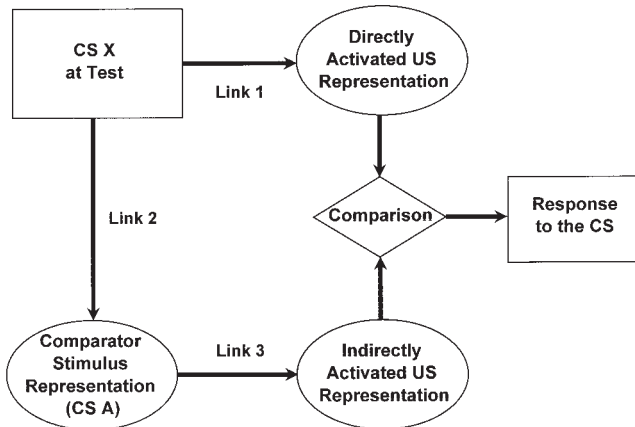 CS X
at Test
Link 1
Directly
Activated US
Representation
Link 2
Comparison
Response
to the CS
Comparator
Stimulus
Representation
(CS A)
Link 3
Indirectly
Activated US
Representation